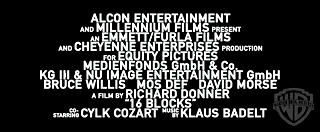 ALCON ENTERTAINMENT
AND MILLENNIUM FILMS PRESENT
AN EMMETT/FURLA FILMS
AND CHEYENNE ENTERPRISES PRODUCTION
FOR EQUITY PICTURES
MEDIENFONDS GmbH & Co.
KG III & NU IMAGE ENTERTAINMENT GmbH
BRUCE WILLIS MOS DEF DAVID MORSE
A FILM BY RICHARD DONNER
"16 BLOCKS"
CO-STARRING CYLK COZART MUSIC BY KLAUS BADELT